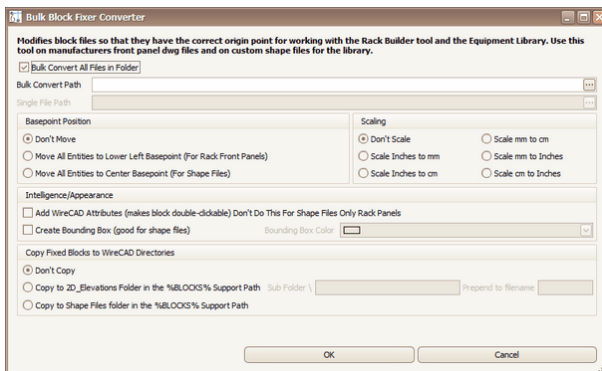 Bulk Block Fixer Converter
Modifies block files so that they have the correct origin point for working with the Rack Builder tool and the Equipment Library. Use this
tool on manufacturers front panel dwg files and on custom shape files for the library.
Bulk Convert All Files in Folder
Bulk Convert Path
...
Single File Path
...
Basepoint Position
Don't Move
Move All Entities to Lower Left Basepoint (For Rack Front Panels)
Move All Entities to Center Basepoint (For Shape Files)
Scaling
Don't Scale Scale mm to cm
Scale Inches to mm Scale mm to Inches
Scale Inches to cm Scale cm to Inches
Intelligence/Appearance
Add WireCAD Attributes (makes block double-clickable) Don't Do This For Shape Files Only Rack Panels
Create Bounding Box (good for shape files) Bounding Box Color
Copy Fixed Blocks to WireCAD Directories
Don't Copy
Copy to 2D_Elevations Folder in the %BLOCKS% Support Path Sub Folder \ Prepend to filename
Copy to Shape Files folder in the %BLOCKS% Support Path
OK Cancel